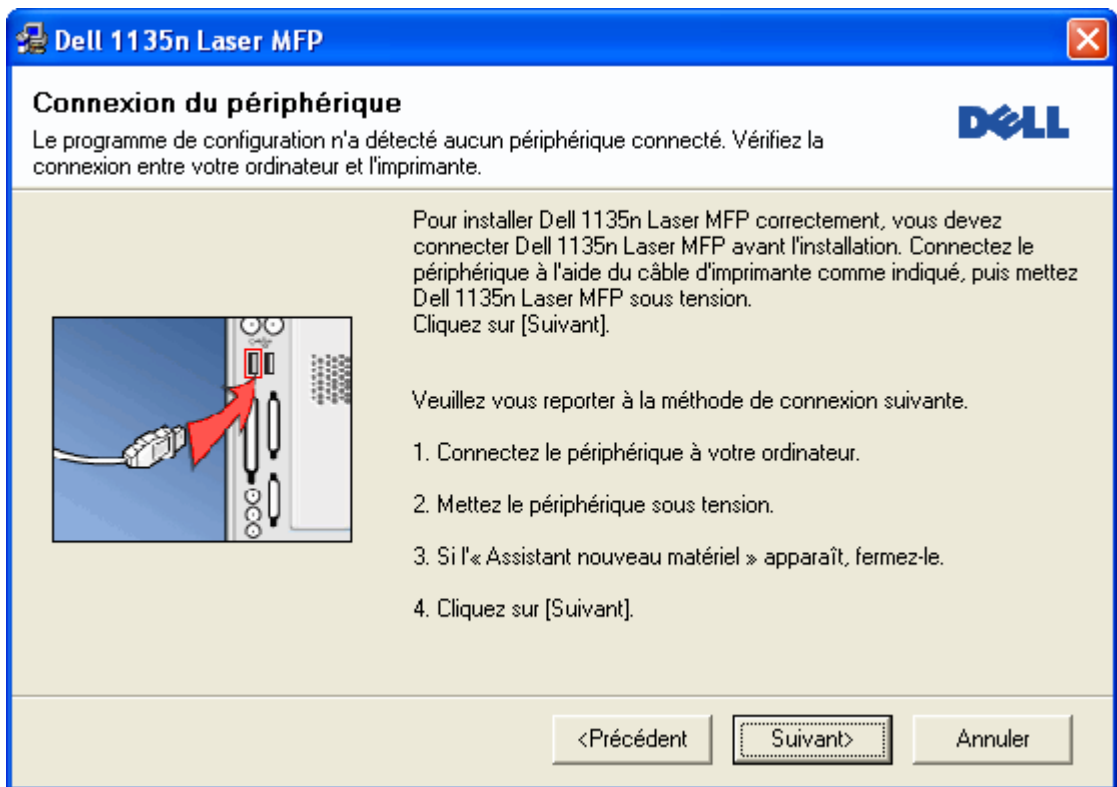 Dell 1135n Laser MFP
Connexion du périphérique
Le programme de configuration n'a détecté aucun périphérique connecté. Vérifiez la
connexion entre votre ordinateur et l'imprimante.
DELL
Pour installer Dell 1135n Laser MFP correctement, vous devez
connecter Dell 1135n Laser MFP avant l'installation. Connectez le
périphérique à l'aide du câble d'imprimante comme indiqué, puis mettez
Dell 1135n Laser MFP sous tension.
Cliquez sur [Suivant].
Veuillez vous reporter à la méthode de connexion suivante.
1. Connectez le périphérique à votre ordinateur.
2. Mettez le périphérique sous tension.
3. Si l'« Assistant nouveau matériel » apparaît, fermez-le.
4. Cliquez sur [Suivant].
<Précédent
Suivant>
Annuler